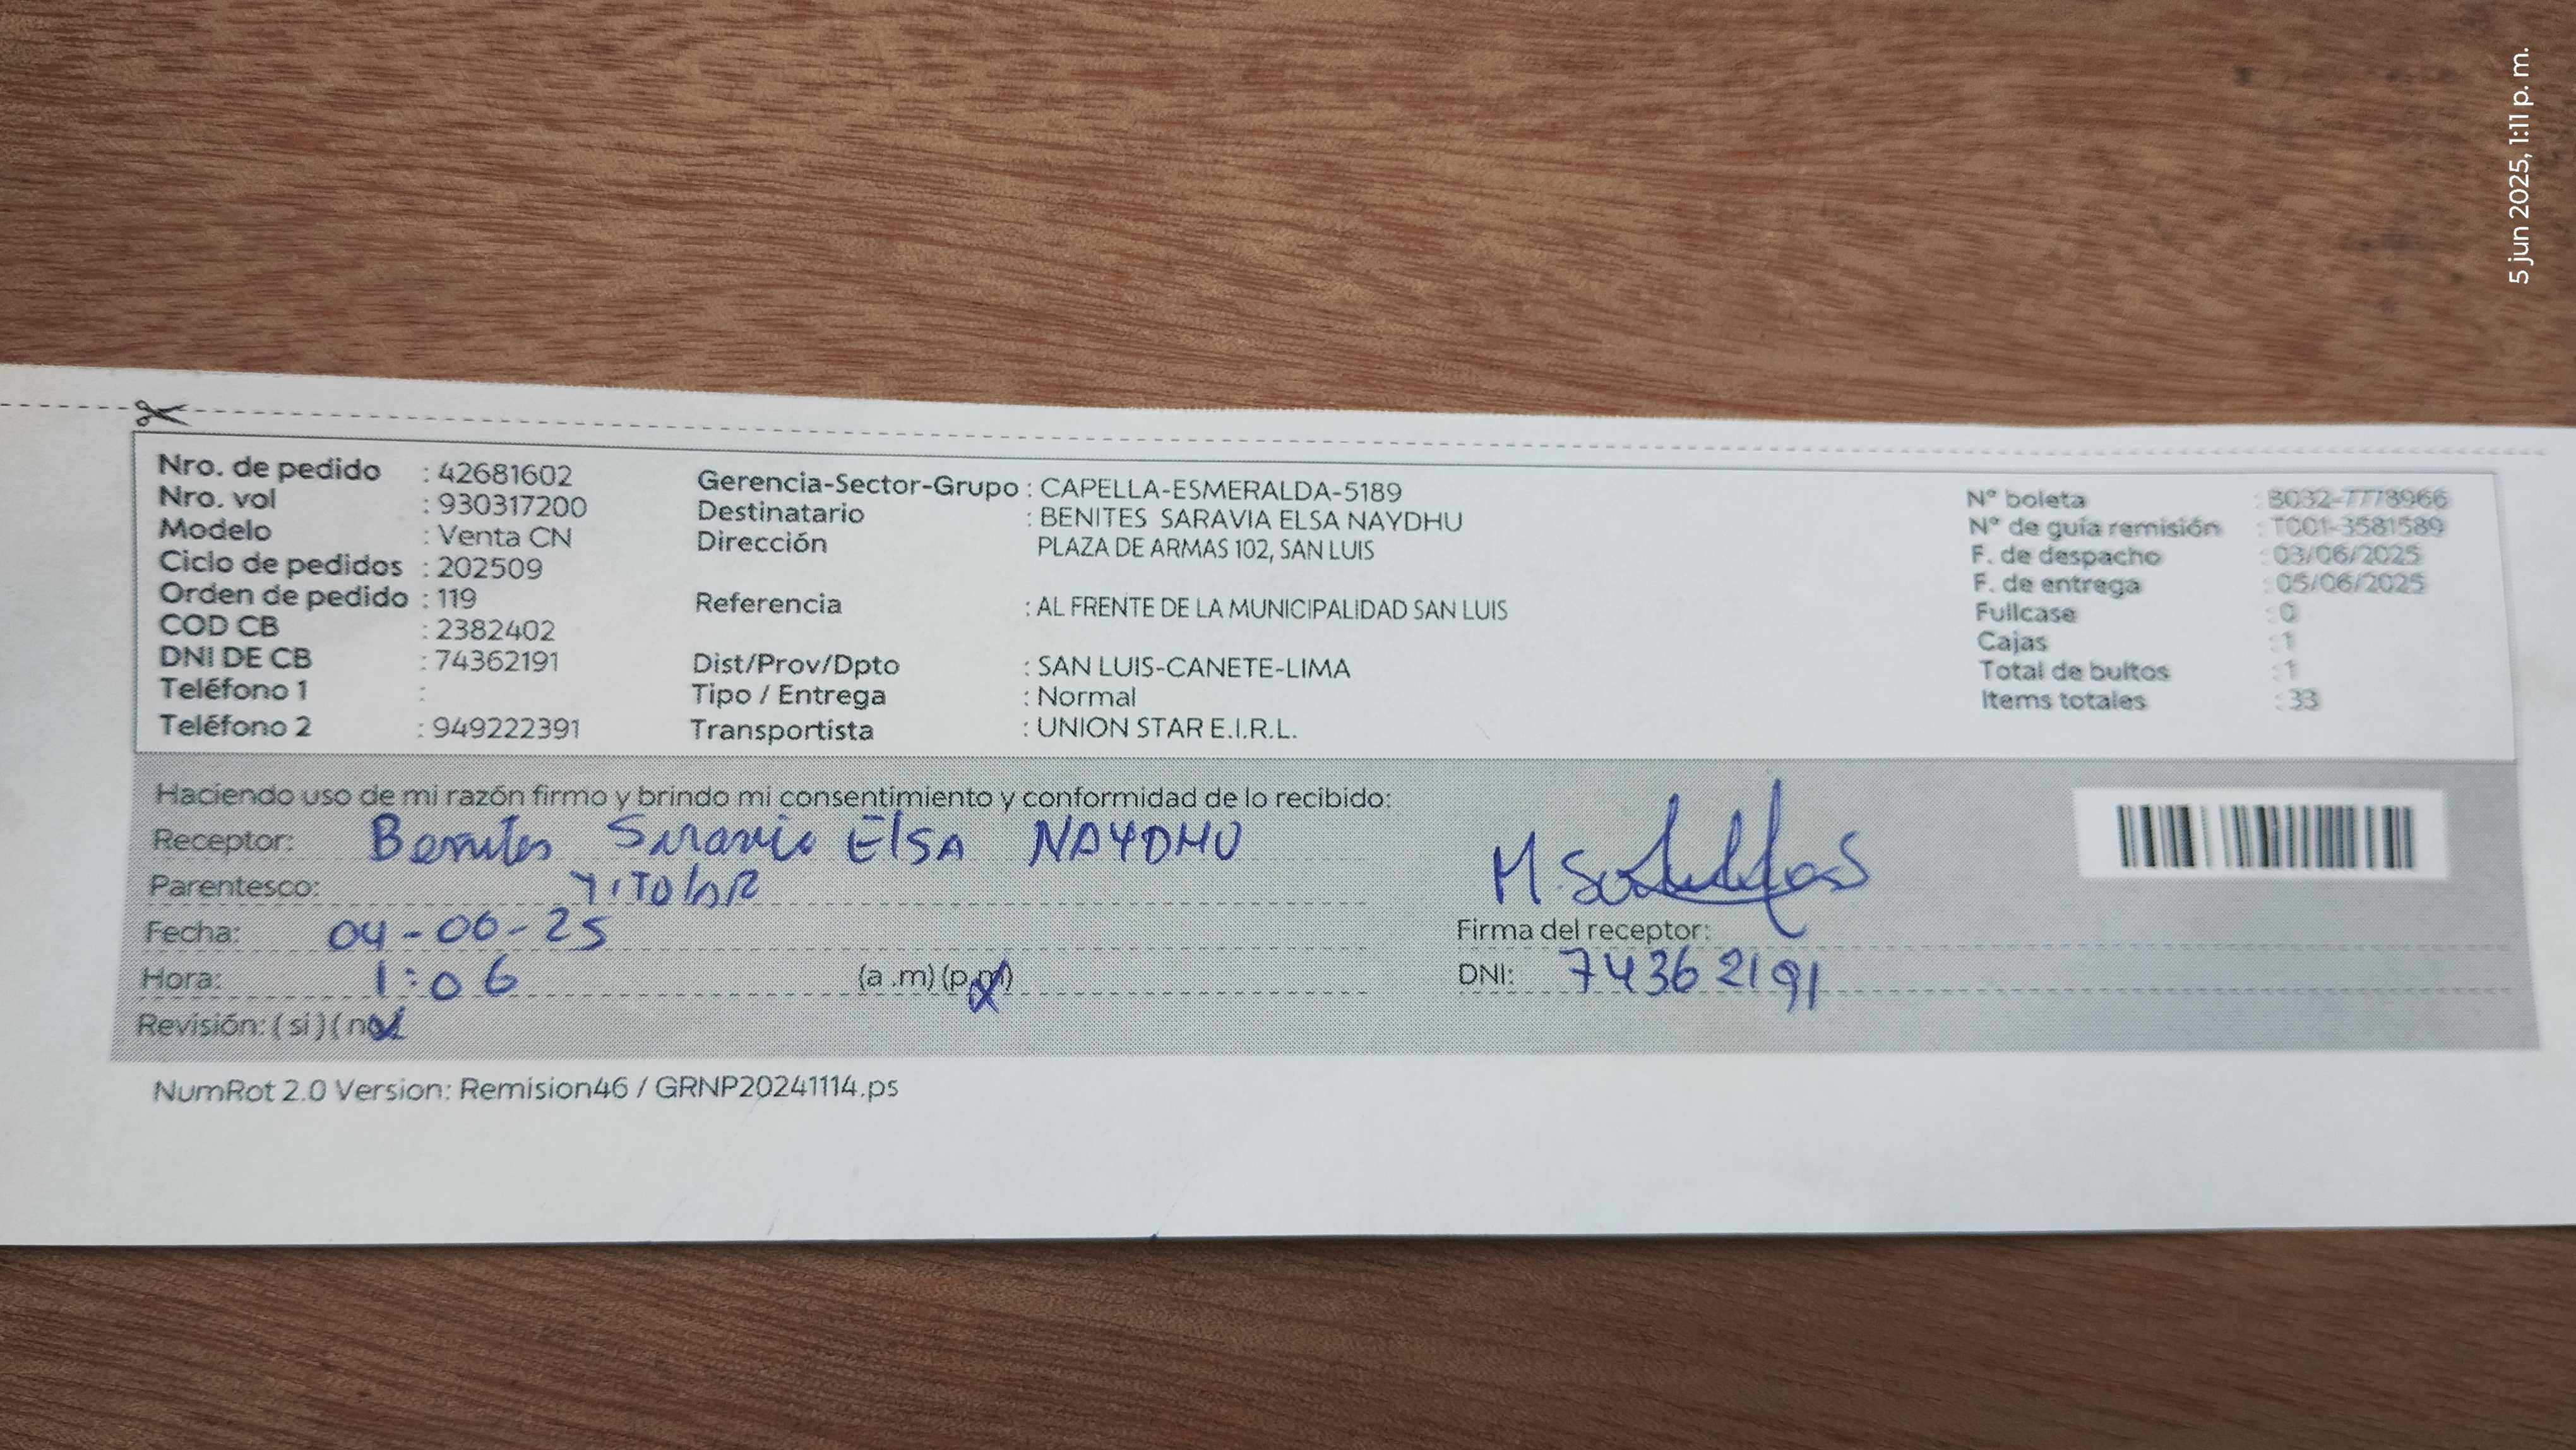 5 jun 2025, 1:11 p. m.
Nro. de pedido : 42681602
Nro. vol : 930317200
Modelo : Venta CN
Ciclo de pedidos : 202509
Orden de pedido : 119
COD CB : 2382402
DNI DE CB : 74362191
Teléfono 1 :
Teléfono 2 : 949222391
Gerencia-Sector-Grupo : CAPELLA-ESMERALDA-5189
Destinatario : BENITES SARAVIA ELSA NAYDHU
Dirección PLAZA DE ARMAS 102, SAN LUIS
Referencia : AL FRENTE DE LA MUNICIPALIDAD SAN LUIS
Dist/Prov/Dpto : SAN LUIS-CANETE-LIMA
Tipo / Entrega : Normal
Transportista : UNION STAR E.I.R.L.
N° boleta : B032-7778966
N° de guía remisión : T001-3581589
F. de despacho : 03/06/2025
F. de entrega : 05/06/2025
Fullcase : 0
Cajas : 1
Total de bultos : 1
Items totales : 33
Haciendo uso de mi razón firmo y brindo mi consentimiento y conformidad de lo recibido:
Receptor: Benites Saravia Elsa NAYDHU
Parentesco: TITOlAR
Fecha: 04-06-25
Hora: 1:06 (a .m) (p.m)
Revisión: ( si ) ( no
Firma del receptor:
DNI: 74362191
NumRot 2.0 Version: Remision46 / GRNP20241114.ps